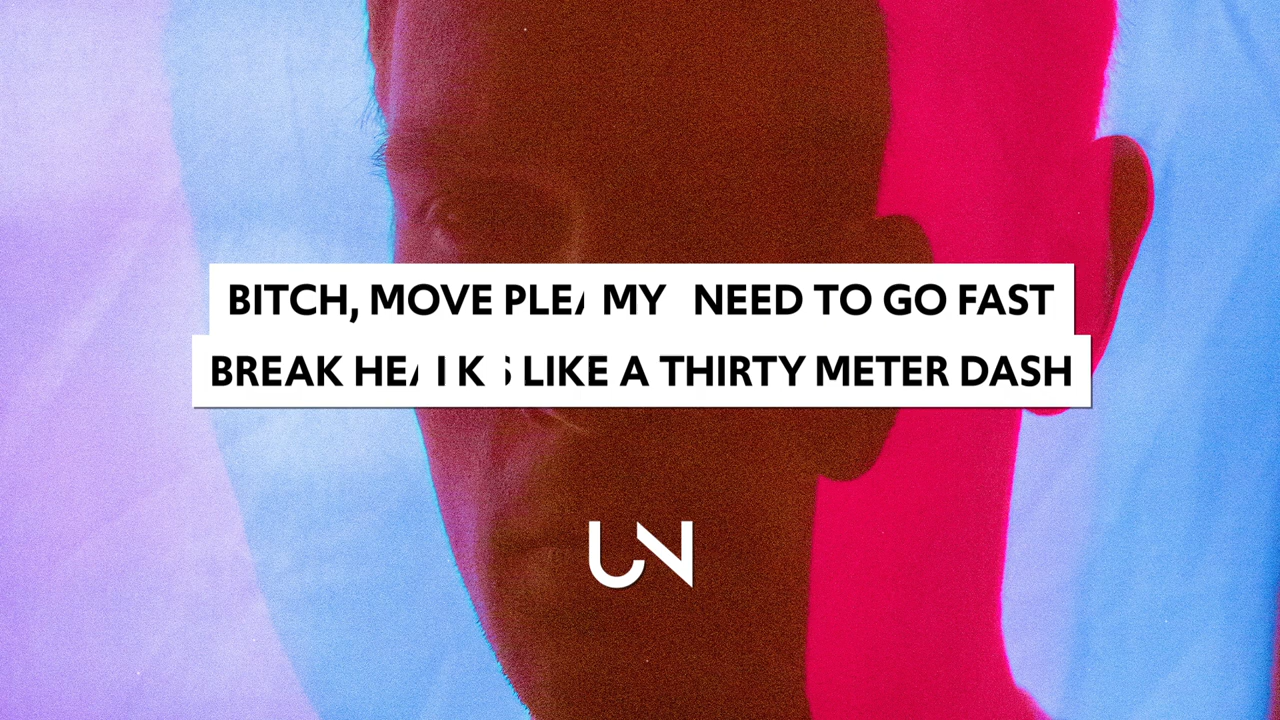 BITCH, MOVE MY NEED TO GO FAST
BREAK LIKE A THIRTY METER DASH
UN